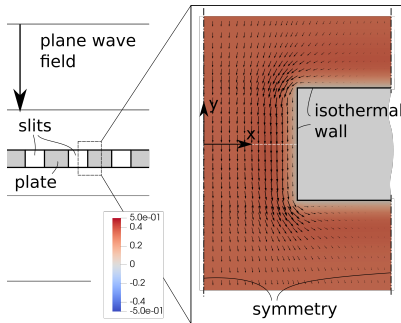 plane wave
field
slits
plate
5.0e-01
0.4
0.2
0
-0.2
-0.4
-5.0e-01
y
x
isothermal
wall
symmetry